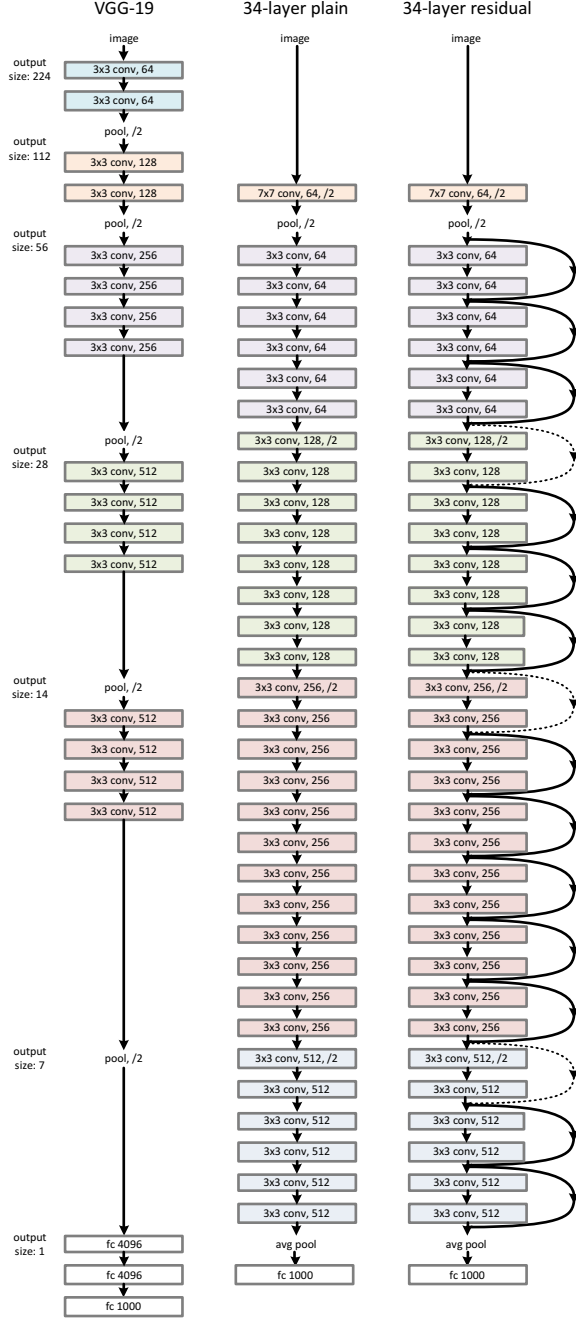 output
size: 224
output
size: 112
output
size: 56
output
size: 28
output
size: 14
output
size: 7
output
size: 1
VGG-19
image
3x3 conv, 64
3x3 conv, 64
pool, /2
3x3 conv, 128
3x3 conv, 128
pool, /2
3x3 conv, 256
3x3 conv, 256
3x3 conv, 256
3x3 conv, 256
pool, /2
3x3 conv, 512
3x3 conv, 512
3x3 conv, 512
3x3 conv, 512
pool, /2
3x3 conv, 512
3x3 conv, 512
3x3 conv, 512
3x3 conv, 512
pool, /2
fc 4096
fc 4096
fc 1000
34-layer plain
image
7x7 conv, 64, /2
pool, /2
3x3 conv, 64
3x3 conv, 64
3x3 conv, 64
3x3 conv, 64
3x3 conv, 64
3x3 conv, 64
3x3 conv, 128, /2
3x3 conv, 128
3x3 conv, 128
3x3 conv, 128
3x3 conv, 128
3x3 conv, 128
3x3 conv, 128
3x3 conv, 128
3x3 conv, 256, /2
3x3 conv, 256
3x3 conv, 256
3x3 conv, 256
3x3 conv, 256
3x3 conv, 256
3x3 conv, 256
3x3 conv, 256
3x3 conv, 256
3x3 conv, 256
3x3 conv, 256
3x3 conv, 256
3x3 conv, 512, /2
3x3 conv, 512
3x3 conv, 512
3x3 conv, 512
3x3 conv, 512
3x3 conv, 512
avg pool
fc 1000
34-layer residual
image
7x7 conv, 64, /2
pool, /2
3x3 conv, 64
3x3 conv, 64
3x3 conv, 64
3x3 conv, 64
3x3 conv, 64
3x3 conv, 64
3x3 conv, 128, /2
3x3 conv, 128
3x3 conv, 128
3x3 conv, 128
3x3 conv, 128
3x3 conv, 128
3x3 conv, 128
3x3 conv, 128
3x3 conv, 256, /2
3x3 conv, 256
3x3 conv, 256
3x3 conv, 256
3x3 conv, 256
3x3 conv, 256
3x3 conv, 256
3x3 conv, 256
3x3 conv, 256
3x3 conv, 256
3x3 conv, 256
3x3 conv, 256
3x3 conv, 512, /2
3x3 conv, 512
3x3 conv, 512
3x3 conv, 512
3x3 conv, 512
3x3 conv, 512
avg pool
fc 1000